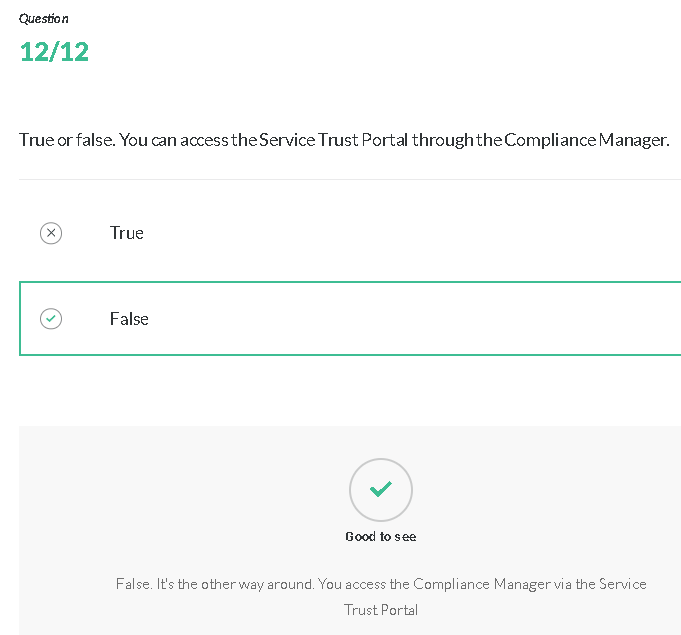 Question
12/12
True or false. You can access the Service Trust Portal through the Compliance Manager.
True
False
Good to see
False. It's the other way around. You access the Compliance Manager via the Service
Trust Portal